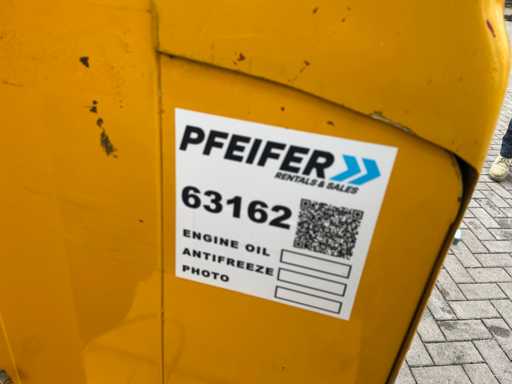 PFEIFER
RENTALS & SALES
63162
ENGINE OIL
ANTIFREEZE
PHOTO